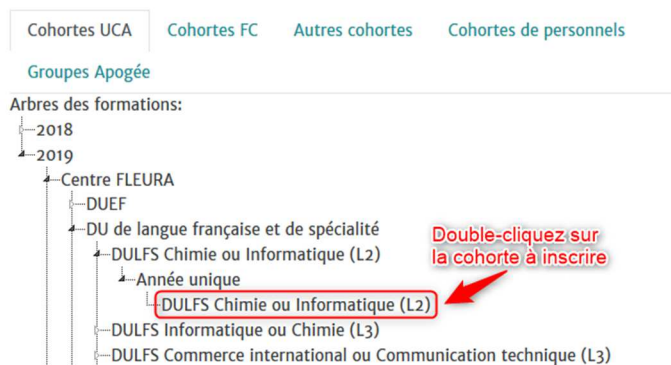 Cohortes UCA Cohortes FC Autres cohortes Cohortes de personnels
Groupes Apogée
Arbres des formations:
2018
2019
Centre FLEURA
DUEF
DU de langue française et de spécialité
Double-cliquez sur
la cohorte à inscrire
DULFS Chimie ou Informatique (L2)
Année unique
DULFS Chimie ou Informatique (L2)
DULFS Informatique ou Chimie (L3)
DULFS Commerce international ou Communication technique (L3)